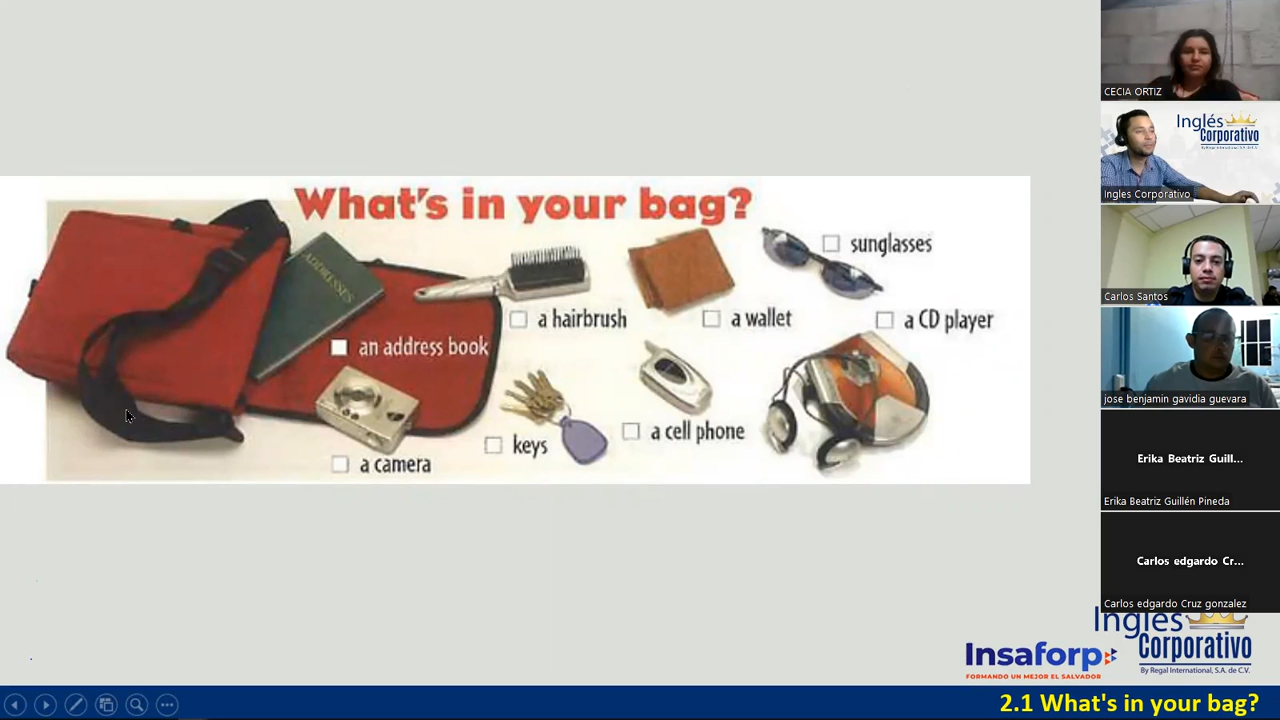 What's in your bag?
ADDRESSES
sunglasses
a hairbrush
a wallet
a CD player
an address book
a cell phone
keys
a camera
CECIA ORTIZ
Inglés
Corporativo
Ingles Corporativo
Carlos Santos
jose benjamin gavidia guevara
Erika Beatriz Guill...
Erika Beatriz Guillén Pineda
Carlos edgardo Cr...
Carlos edgardo Cruz gonzalez
Inglés
Corporativo
By Regal International, S.A. de C.V.
Insaforp
FORMANDO UN MEJOR EL SALVADOR
2.1 What's in your bag?